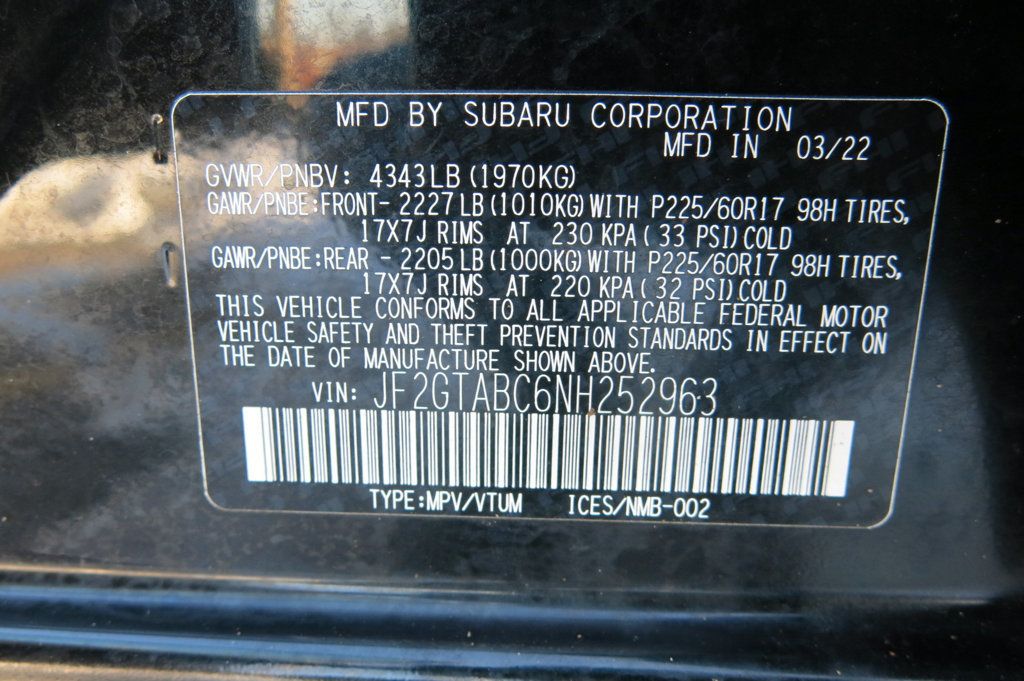 MFD BY SUBARU CORPORATION
MFD IN 03/22
GVWR/PNBV: 4343LB (1970KG)
GAWR/PNBE:FRONT- 2227LB (1010KG) WITH P225/60R17 98H TIRES,
17X7J RIMS AT 230 KPA (33 PSI) COLD
GAWR/PNBE:REAR - 2205LB (1000KG) WITH P225/60R17 98H TIRES,
17X7J RIMS AT 220 KPA (32 PSI) COLD
THIS VEHICLE CONFORMS TO ALL APPLICABLE FEDERAL MOTOR
VEHICLE SAFETY AND THEFT PREVENTION STANDARDS IN EFFECT ON
THE DATE OF MANUFACTURE SHOWN ABOVE.
VIN: JF2GTABC6NH252963
TYPE:MPV/VTUM ICES/NMB-002